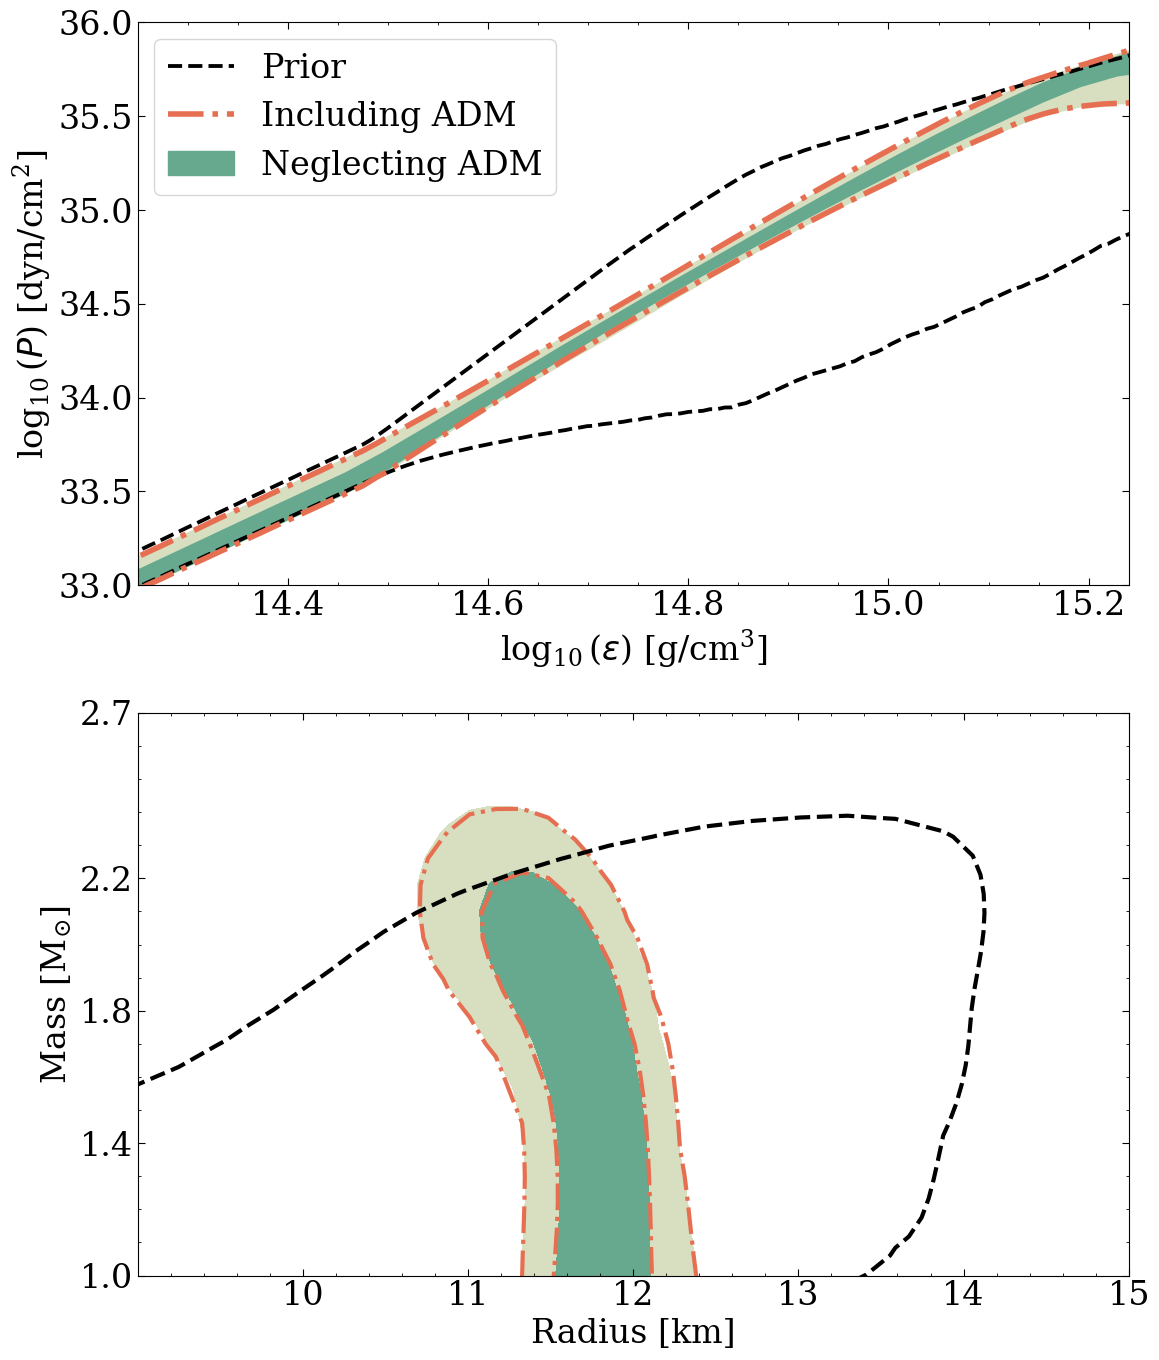 36.0
35.5
35.0
34.5
34.0
33.5
33.0
log₁₀(P) [dyn/cm²]
Prior
Including ADM
Neglecting ADM
14.4 14.6 14.8 15.0 15.2
log₁₀(ε) [g/cm³]
2.7
2.2
1.8
1.4
1.0
Mass [M⊙]
10 11 12 13 14 15
Radius [km]